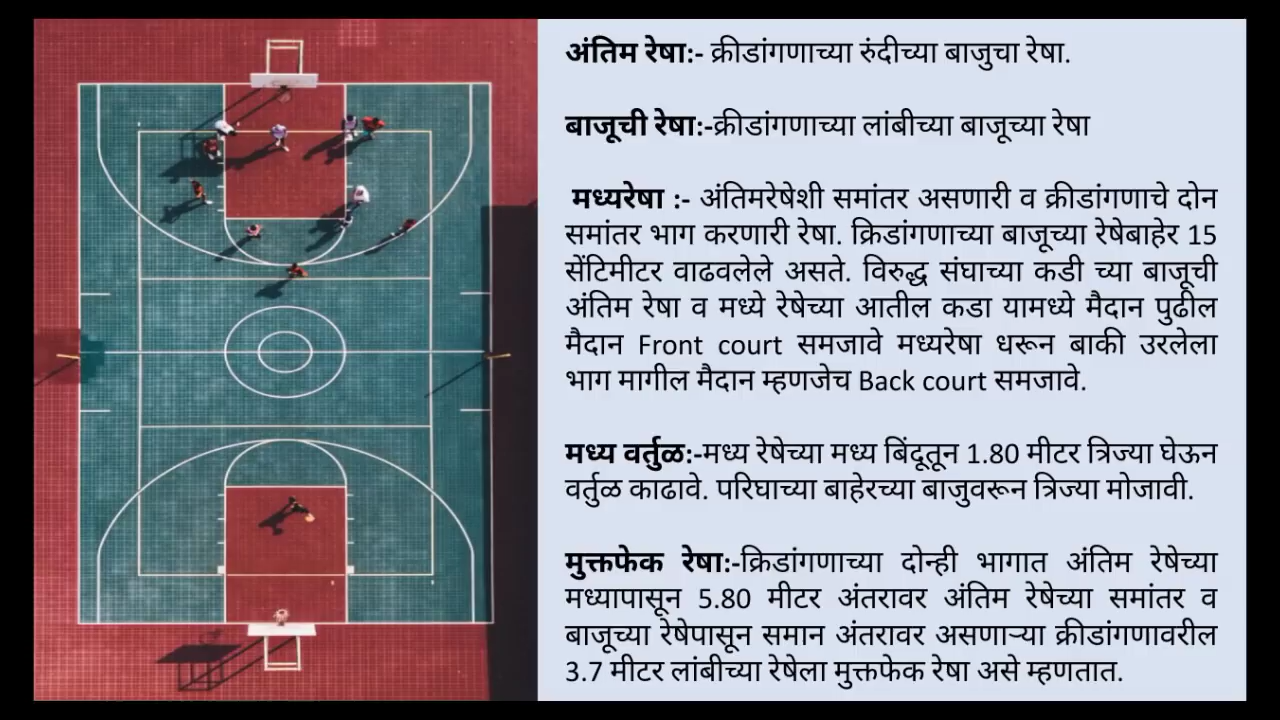 अंतिम रेषा:- क्रीडांगणाच्या रुंदीच्या बाजुचा रेषा.
बाजूची रेषा:-क्रीडांगणाच्या लांबीच्या बाजूच्या रेषा
मध्यरेषा :- अंतिमरेषेशी समांतर असणारी व क्रीडांगणाचे दोन
समांतर भाग करणारी रेषा. क्रिडांगणाच्या बाजूच्या रेषेबाहेर 15
सेंटिमीटर वाढवलेले असते. विरुद्ध संघाच्या कडी च्या बाजूची
अंतिम रेषा व मध्ये रेषेच्या आतील कडा यामध्ये मैदान पुढील
मैदान Front court समजावे मध्यरेषा धरून बाकी उरलेला
भाग मागील मैदान म्हणजेच Back court समजावे.
मध्य वर्तुळ:-मध्य रेषेच्या मध्य बिंदूतून 1.80 मीटर त्रिज्या घेऊन
वर्तुळ काढावे. परिघाच्या बाहेरच्या बाजुवरून त्रिज्या मोजावी.
मुक्तफेक रेषा:-क्रिडांगणाच्या दोन्ही भागात अंतिम रेषेच्या
मध्यापासून 5.80 मीटर अंतरावर अंतिम रेषेच्या समांतर व
बाजूच्या रेषेपासून समान अंतरावर असणाऱ्या क्रीडांगणावरील
3.7 मीटर लांबीच्या रेषेला मुक्तफेक रेषा असे म्हणतात.